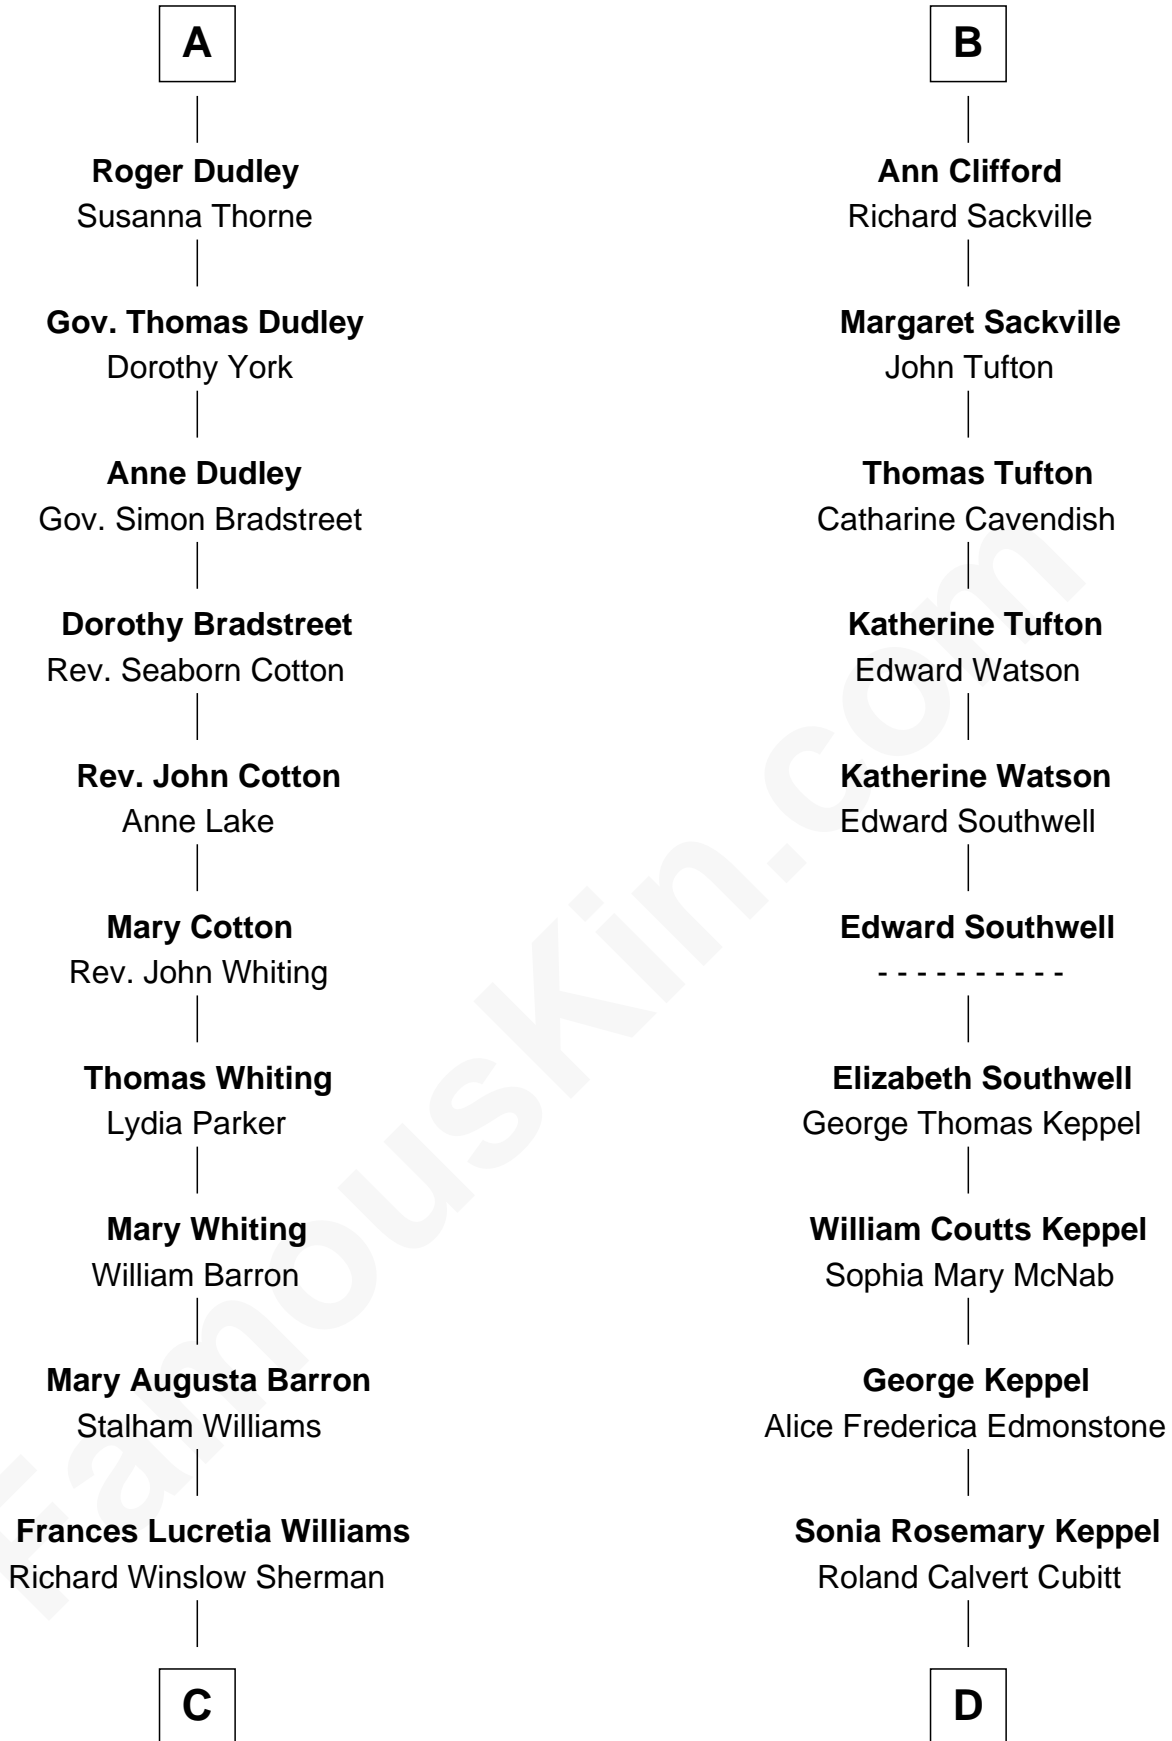 A
Roger Dudley
Susanna Thorne
Gov. Thomas Dudley
Dorothy York
Anne Dudley
Gov. Simon Bradstreet
Dorothy Bradstreet
Rev. Seaborn Cotton
Rev. John Cotton
Anne Lake
Mary Cotton
Rev. John Whiting
Thomas Whiting
Lydia Parker
Mary Whiting
William Barron
Mary Augusta Barron
Stalham Williams
Frances Lucretia Williams
Richard Winslow Sherman
C
B
Ann Clifford
Richard Sackville
Margaret Sackville
John Tufton
Thomas Tufton
Catharine Cavendish
Katherine Tufton
Edward Watson
Katherine Watson
Edward Southwell
Edward Southwell
- - - - - - - - - -
Elizabeth Southwell
George Thomas Keppel
William Coutts Keppel
Sophia Mary McNab
George Keppel
Alice Frederica Edmonstone
Sonia Rosemary Keppel
Roland Calvert Cubitt
D
FamousKin.com